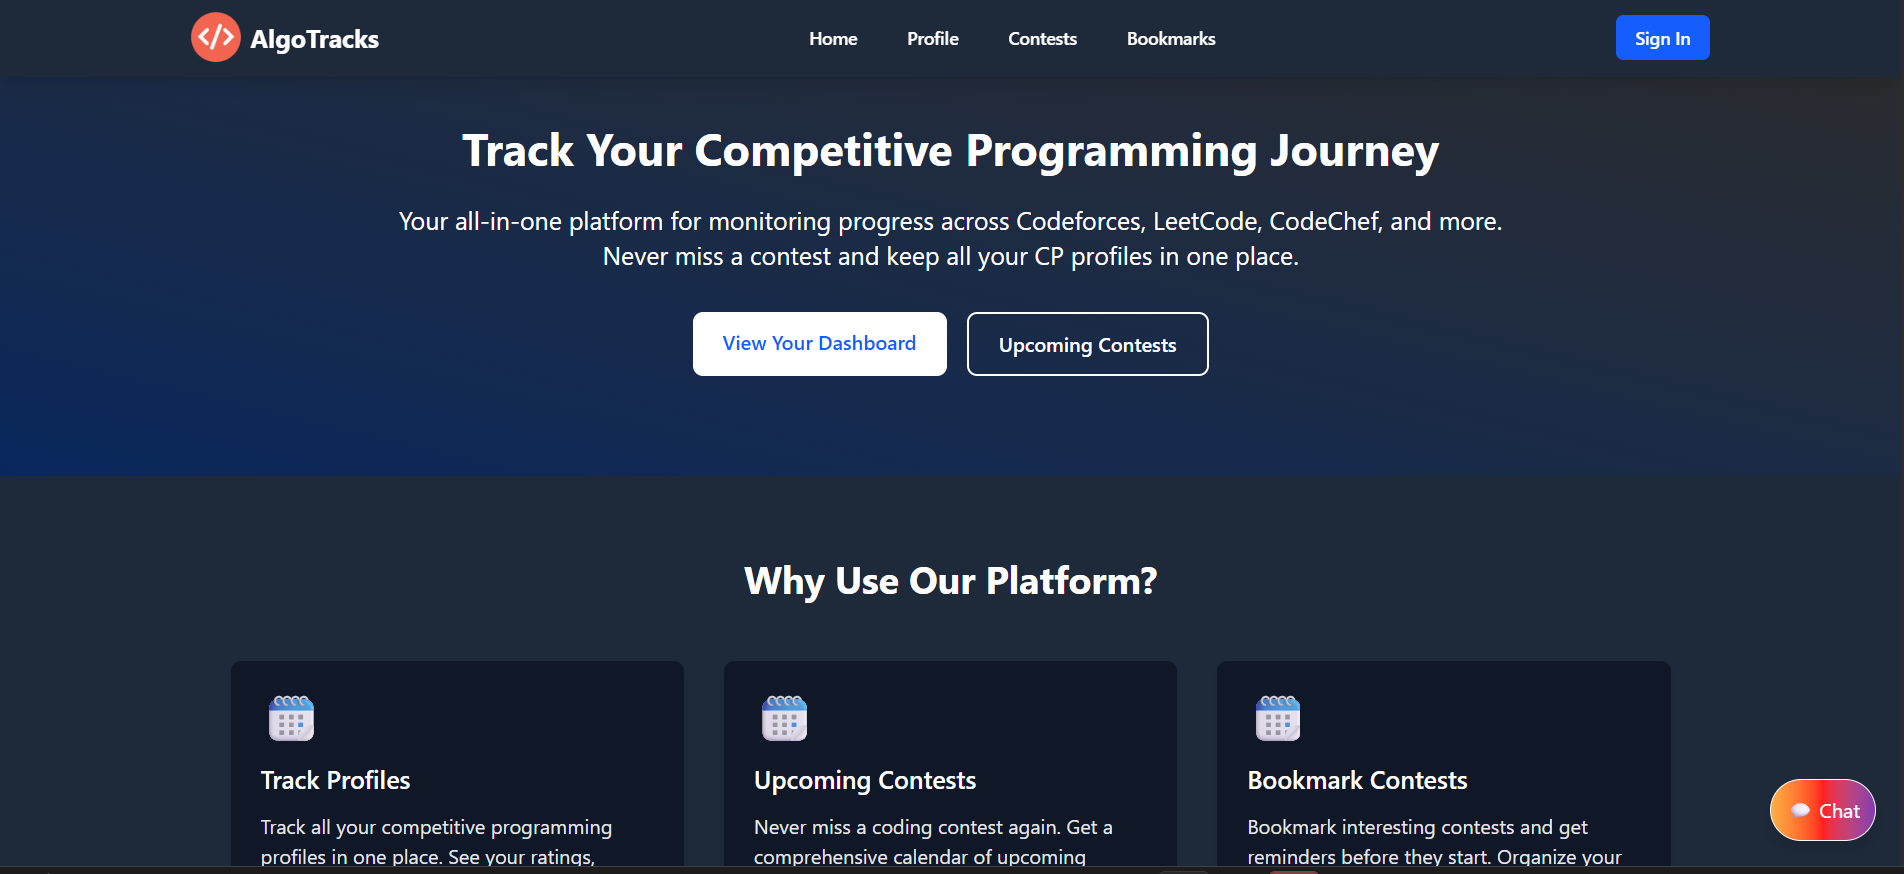 AlgoTracks
Home
Profile
Contests
Bookmarks
Sign In
Track Your Competitive Programming Journey
Your all-in-one platform for monitoring progress across Codeforces, LeetCode, CodeChef, and more.
Never miss a contest and keep all your CP profiles in one place.
View Your Dashboard
Upcoming Contests
Why Use Our Platform?
Track Profiles
Track all your competitive programming
profiles in one place. See your ratings,
Upcoming Contests
Never miss a coding contest again. Get a
comprehensive calendar of upcoming
Bookmark Contests
Bookmark interesting contests and get
reminders before they start. Organize your
Chat